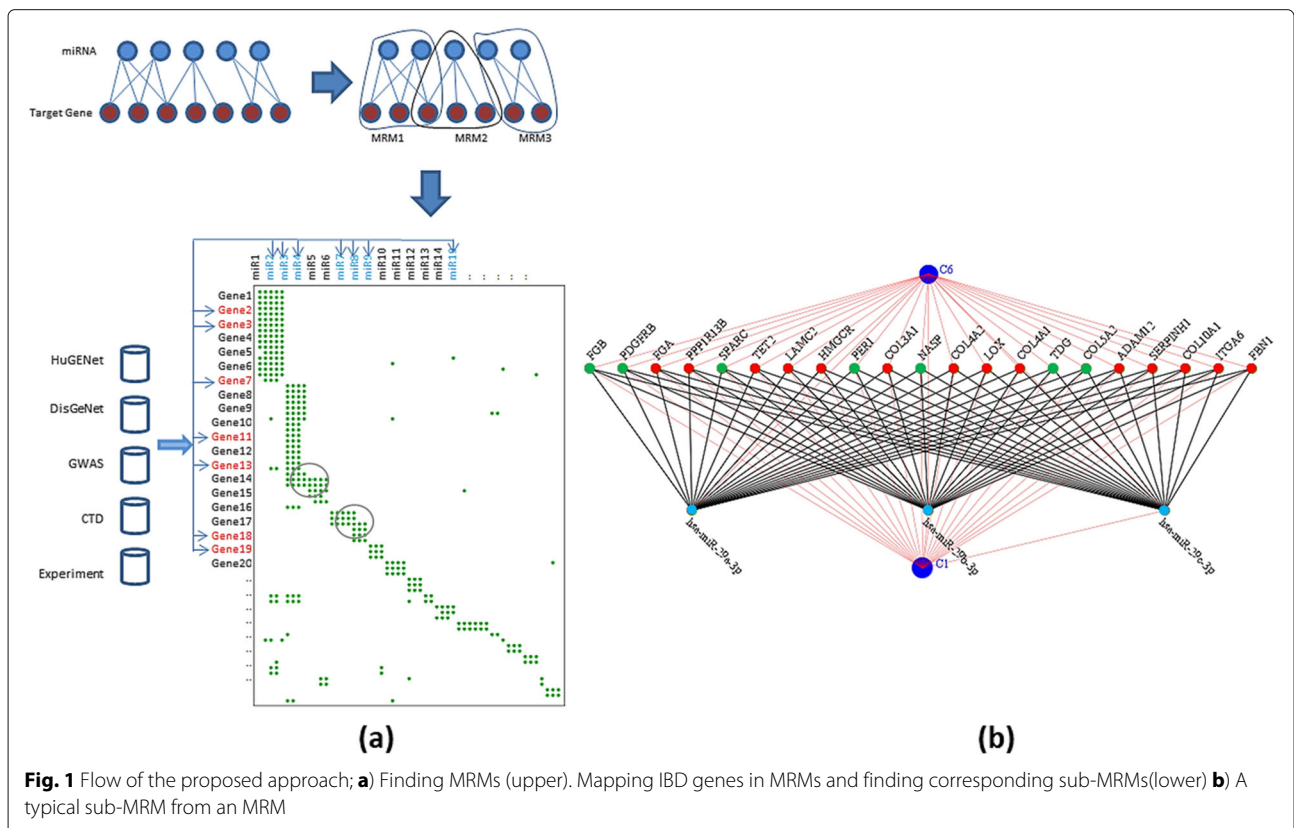 miRNA
Target Gene
MRM1
MRM2
MRM3
miR1
miR2
miR3
miR4
miR5
miR6
miR7
miR8
miR9
miR10
miR11
miR12
miR13
miR14
miR19
: : : : :
Gene1
Gene2
Gene3
Gene4
Gene5
Gene6
Gene7
Gene8
Gene9
Gene10
Gene11
Gene12
Gene13
Gene14
Gene15
Gene16
Gene17
Gene18
Gene19
Gene20
HuGENet
DisGeNet
GWAS
CTD
Experiment
(a)
C6
FGB
PDGFRB
FGA
PPP1R13B
SPARC
TET2
LAMC2
HMGCR
PER1
COL3A1
NASP
COL4A2
LOX
COL4A1
TDG
COL5A2
ADAM12
SERPINH1
COL10A1
ITGA6
FBN1
hsa-miR-29a-3p
hsa-miR-29b-3p
hsa-miR-29c-3p
C1
(b)
Fig. 1 Flow of the proposed approach; a) Finding MRMs (upper). Mapping IBD genes in MRMs and finding corresponding sub-MRMs(lower) b) A
typical sub-MRM from an MRM